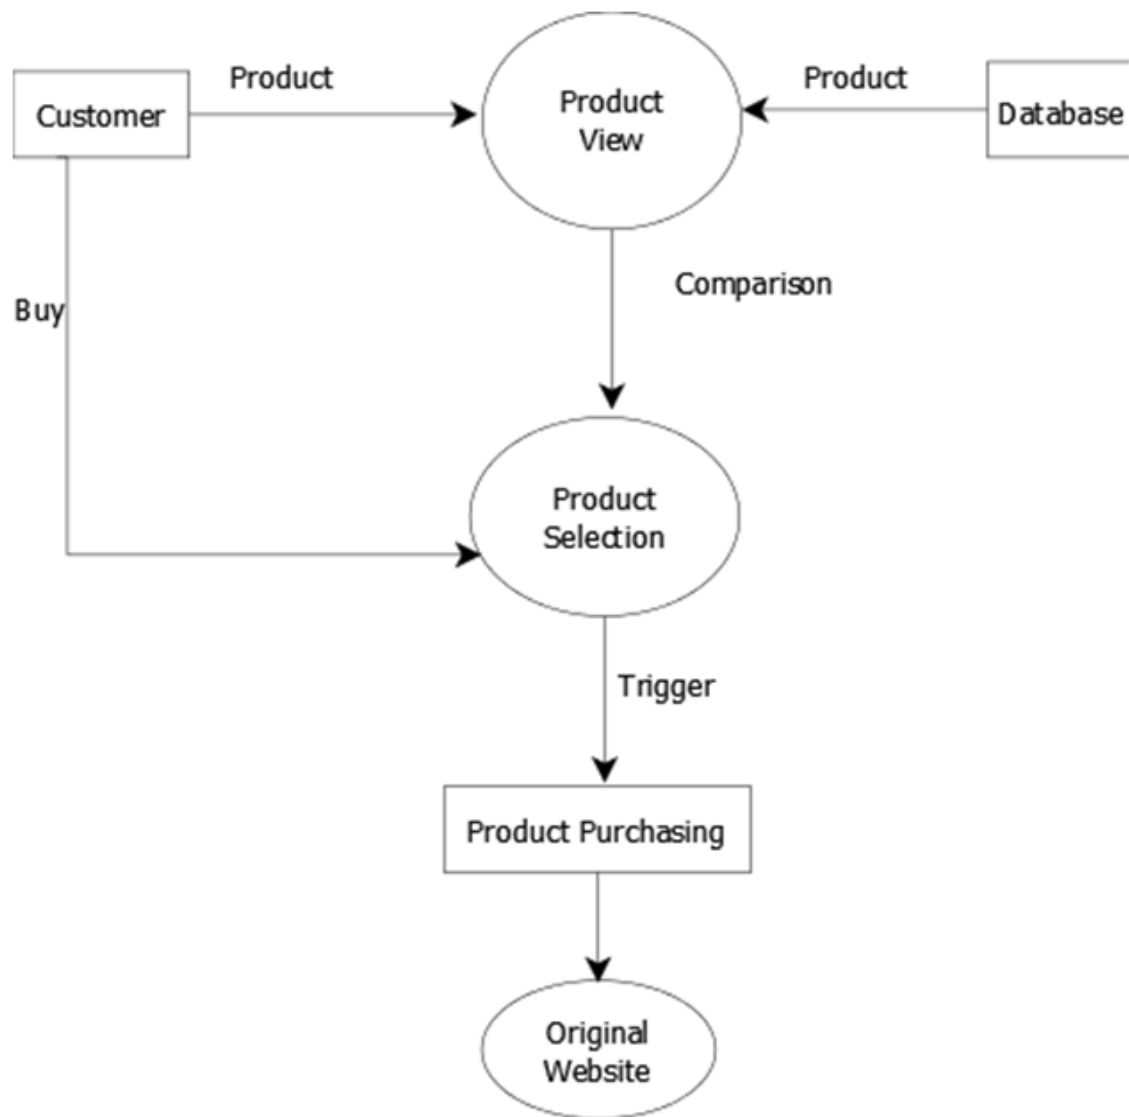 Product
Product
Customer
Product
View
Database
Comparison
Buy
Product
Selection
Trigger
Product Purchasing
Original
Website